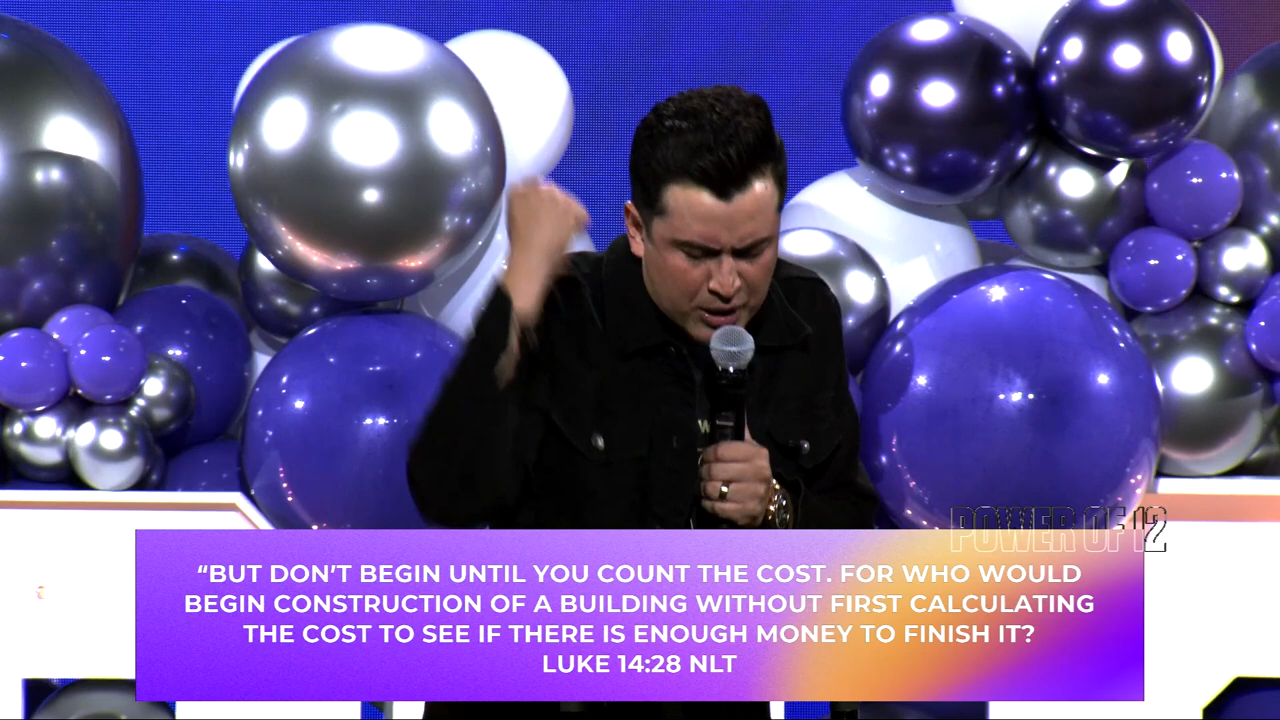 POWER OF 12
“BUT DON’T BEGIN UNTIL YOU COUNT THE COST. FOR WHO WOULD
BEGIN CONSTRUCTION OF A BUILDING WITHOUT FIRST CALCULATING
THE COST TO SEE IF THERE IS ENOUGH MONEY TO FINISH IT?
LUKE 14:28 NLT